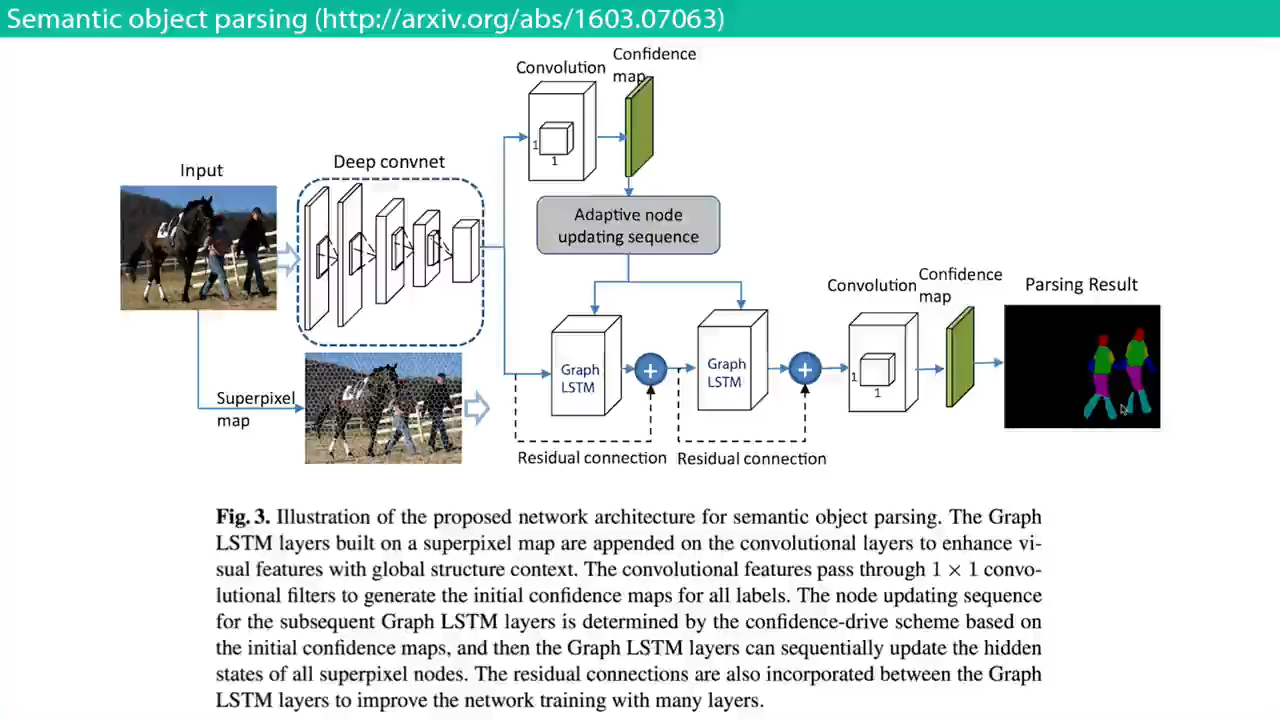 Semantic object parsing (http://arxiv.org/abs/1603.07063)
Convolution
Confidence
map
1
1
Deep convnet
Input
Adaptive node
updating sequence
Superpixel
map
Graph
LSTM
+
Graph
LSTM
+
Convolution
1
1
Confidence
map
Parsing Result
Residual connection
Residual connection
Fig. 3. Illustration of the proposed network architecture for semantic object parsing. The Graph
LSTM layers built on a superpixel map are appended on the convolutional layers to enhance vi-
sual features with global structure context. The convolutional features pass through 1 × 1 convo-
lutional filters to generate the initial confidence maps for all labels. The node updating sequence
for the subsequent Graph LSTM layers is determined by the confidence-drive scheme based on
the initial confidence maps, and then the Graph LSTM layers can sequentially update the hidden
states of all superpixel nodes. The residual connections are also incorporated between the Graph
LSTM layers to improve the network training with many layers.